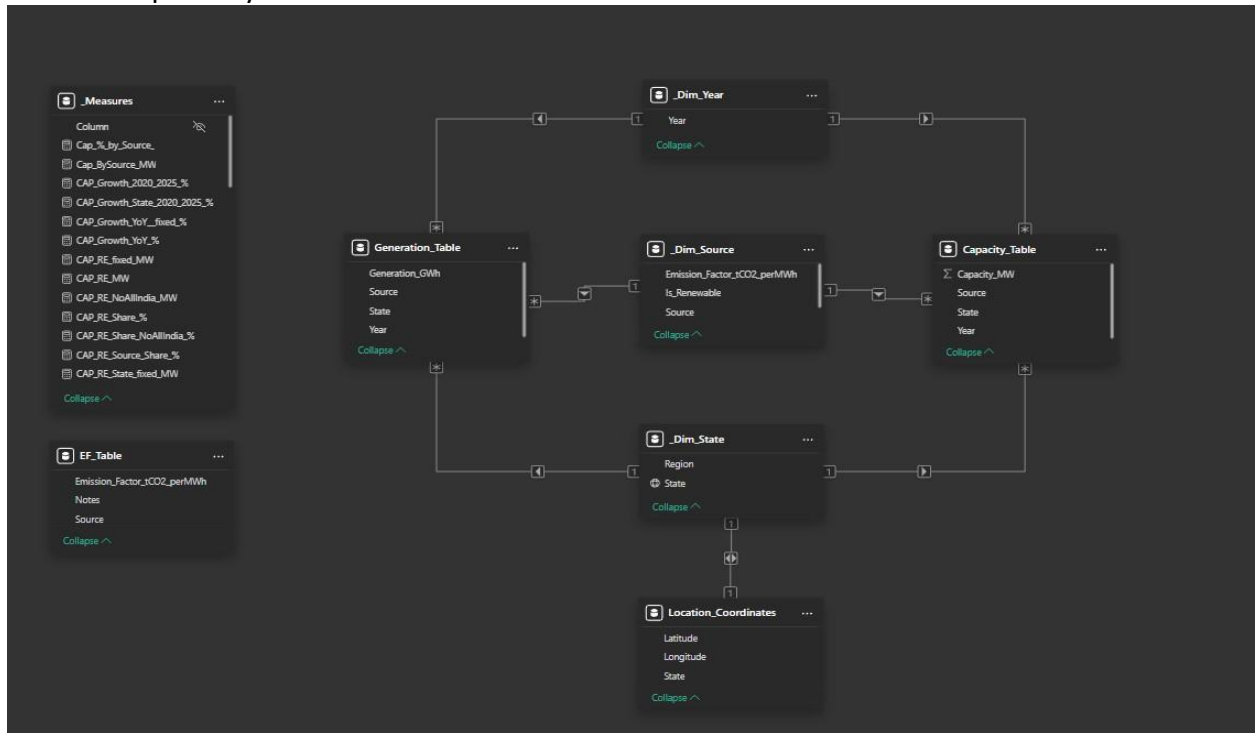 _Measures
Column
Cap_%_by_Source_
Cap_BySource_MW
CAP_Growth_2020_2025_%
CAP_Growth_State_2020_2025_%
CAP_Growth_YoY__fixed_%
CAP_Growth_YoY_%
CAP_RE_fixed_MW
CAP_RE_MW
CAP_RE_NoAllIndia_MW
CAP_RE_Share_%
CAP_RE_Share_NoAllIndia_%
CAP_RE_Source_Share_%
CAP_RE_State_fixed_MW
Collapse
EF_Table
Emission_Factor_tCO2_perMWh
Notes
Source
Collapse
_Dim_Year
Year
Collapse
1
1
*
*
Generation_Table
Generation_GWh
Source
State
Year
Collapse
*
1
_Dim_Source
Emission_Factor_tCO2_perMWh
Is_Renewable
Source
Collapse
1
*
Capacity_Table
Σ Capacity_MW
Source
State
Year
Collapse
*
*
_Dim_State
Region
State
Collapse
1
1
1
1
Location_Coordinates
Latitude
Longitude
State
Collapse